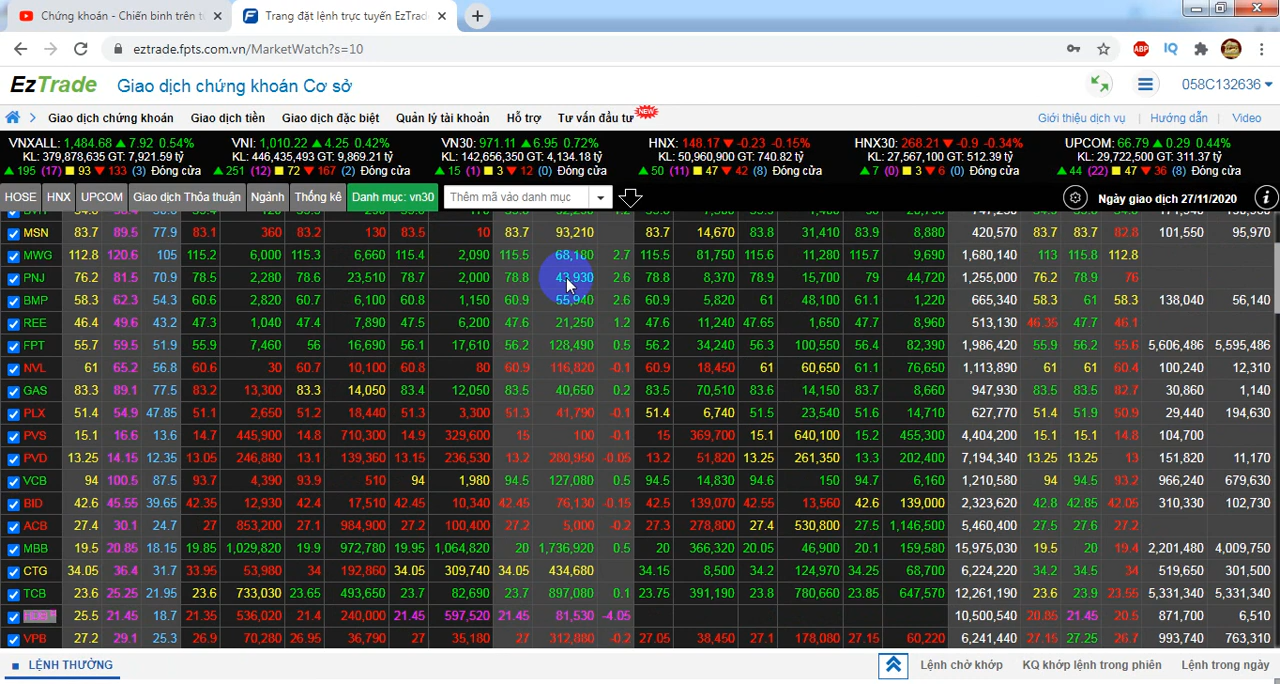 Chứng khoán - Chiến binh trên t
Trang đặt lệnh trực tuyến EzTrad
eztrade.fpts.com.vn/MarketWatch?s=10
ABP IQ
EzTrade Giao dịch chứng khoán Cơ sở
058C132636
Giao dịch chứng khoán Giao dịch tiền Giao dịch đặc biệt Quản lý tài khoản Hỗ trợ Tư vấn đầu tư NEW
Giới thiệu dịch vụ Hướng dẫn Video
VNXALL: 1,484.68 ▲ 7.92 0.54% VNI: 1,010.22 ▲ 4.25 0.42% VN30: 971.11 ▲ 6.95 0.72% HNX: 148.17 ▼ -0.23 -0.15% HNX30: 268.21 ▼ -0.9 -0.34% UPCOM: 66.79 ▲ 0.29 0.44%
KL: 379,878,635 GT: 7,921.59 tỷ KL: 446,435,493 GT: 9,869.21 tỷ KL: 142,656,350 GT: 4,134.18 tỷ KL: 50,960,900 GT: 740.82 tỷ KL: 27,567,100 GT: 512.39 tỷ KL: 29,722,500 GT: 311.37 tỷ
▲ 195 (17) ■ 93 ▼ 133 (3) Đóng cửa ▲ 251 (12) ■ 72 ▼ 167 (2) Đóng cửa ▲ 15 (1) ■ 3 ▼ 12 (0) Đóng cửa ▲ 50 (11) ■ 47 ▼ 42 (8) Đóng cửa ▲ 7 (0) ■ 3 ▼ 6 (0) Đóng cửa ▲ 44 (22) ■ 47 ▼ 36 (8) Đóng cửa
HOSE HNX UPCOM Giao dịch Thỏa thuận Ngành Thống kê Danh mục: vn30 Thêm mã vào danh mục Ngày giao dịch 27/11/2020
MSN 83.7 89.5 77.9 83.1 360 83.2 130 83.5 10 83.7 93,210 83.7 14,670 83.8 31,410 83.9 8,880 420,570 83.7 83.7 82.8 101,550 95,970
MWG 112.8 120.6 105 115.2 6,000 115.3 6,660 115.4 2,090 115.5 68,180 2.7 115.5 81,750 115.6 11,280 115.7 9,690 1,680,140 113 115.8 112.8
PNJ 76.2 81.5 70.9 78.5 2,280 78.6 23,510 78.7 2,000 78.8 43,930 2.6 78.8 8,370 78.9 15,700 79 44,720 1,255,000 76.2 78.9 76
BMP 58.3 62.3 54.3 60.6 2,820 60.7 6,100 60.8 1,150 60.9 55,940 2.6 60.9 5,820 61 48,100 61.1 1,220 665,340 58.3 61 58.3 138,040 56,140
REE 46.4 49.6 43.2 47.3 1,040 47.4 7,890 47.5 6,200 47.6 21,250 1.2 47.6 11,240 47.65 1,650 47.7 8,960 513,130 46.35 47.7 46.1
FPT 55.7 59.5 51.9 55.9 7,460 56 16,690 56.1 17,610 56.2 128,490 0.5 56.2 34,240 56.3 100,550 56.4 82,390 1,986,420 55.9 56.2 55.6 5,606,486 5,595,486
NVL 61 65.2 56.8 60.6 30 60.7 10,100 60.8 80 60.9 116,820 -0.1 60.9 18,450 61 60,650 61.1 76,650 1,113,890 61 61 60.4 100,240 12,310
GAS 83.3 89.1 77.5 83.2 13,300 83.3 14,050 83.4 12,050 83.5 40,650 0.2 83.5 70,510 83.6 14,150 83.7 8,660 947,930 83.5 83.5 82.7 30,860 1,140
PLX 51.4 54.9 47.85 51.1 2,650 51.2 18,440 51.3 3,300 51.3 41,790 -0.1 51.4 6,740 51.5 23,540 51.6 14,710 627,770 51.4 51.9 50.9 29,440 194,630
PVS 15.1 16.6 13.6 14.7 445,900 14.8 710,300 14.9 329,600 15 100 -0.1 15 369,700 15.1 640,100 15.2 455,300 4,404,200 15.1 15.1 14.8 104,700
PVD 13.25 14.15 12.35 13.05 246,880 13.1 139,360 13.15 236,530 13.2 280,950 -0.05 13.2 51,820 13.25 261,350 13.3 202,400 7,194,340 13.25 13.25 13 151,820 11,170
VCB 94 100.5 87.5 93.7 4,390 93.9 510 94 1,980 94.5 127,080 0.5 94.5 14,830 94.6 150 94.7 6,160 1,210,580 94 94.5 93.2 966,240 679,630
BID 42.6 45.55 39.65 42.35 12,930 42.4 17,510 42.45 10,340 42.45 76,130 -0.15 42.5 139,070 42.55 13,560 42.6 139,000 2,323,620 42.8 42.85 42.05 310,330 102,730
ACB 27.4 30.1 24.7 27 853,200 27.1 984,900 27.2 100,400 27.2 5,000 -0.2 27.3 278,800 27.4 530,800 27.5 1,146,500 5,460,400 27.5 27.6 27.2
MBB 19.5 20.85 18.15 19.85 1,029,820 19.9 972,780 19.95 1,064,820 20 1,736,920 0.5 20 366,320 20.05 46,900 20.1 159,580 15,975,030 19.5 20 19.4 2,201,480 4,009,750
CTG 34.05 36.4 31.7 33.95 53,980 34 192,860 34.05 309,740 34.05 434,680 34.15 8,500 34.2 124,970 34.25 68,700 6,224,220 34.2 34.5 34 519,650 301,500
TCB 23.6 25.25 21.95 23.6 733,030 23.65 493,650 23.7 82,690 23.7 897,080 0.1 23.75 391,190 23.8 780,660 23.85 647,570 12,261,190 23.6 23.9 23.55 5,331,340 5,331,340
25.5 21.45 18.7 21.35 536,020 21.4 240,000 21.45 597,520 21.45 81,530 -4.05 10,500,540 20.85 21.45 20.5 871,700 6,510
VPB 27.2 29.1 25.3 26.9 70,280 26.95 36,790 27 35,180 27 312,880 -0.2 27.05 38,450 27.1 178,080 27.15 60,220 6,241,440 27.15 27.25 26.7 993,740 763,310
LỆNH THƯỜNG Lệnh chờ khớp KQ khớp lệnh trong phiên Lệnh trong ngày